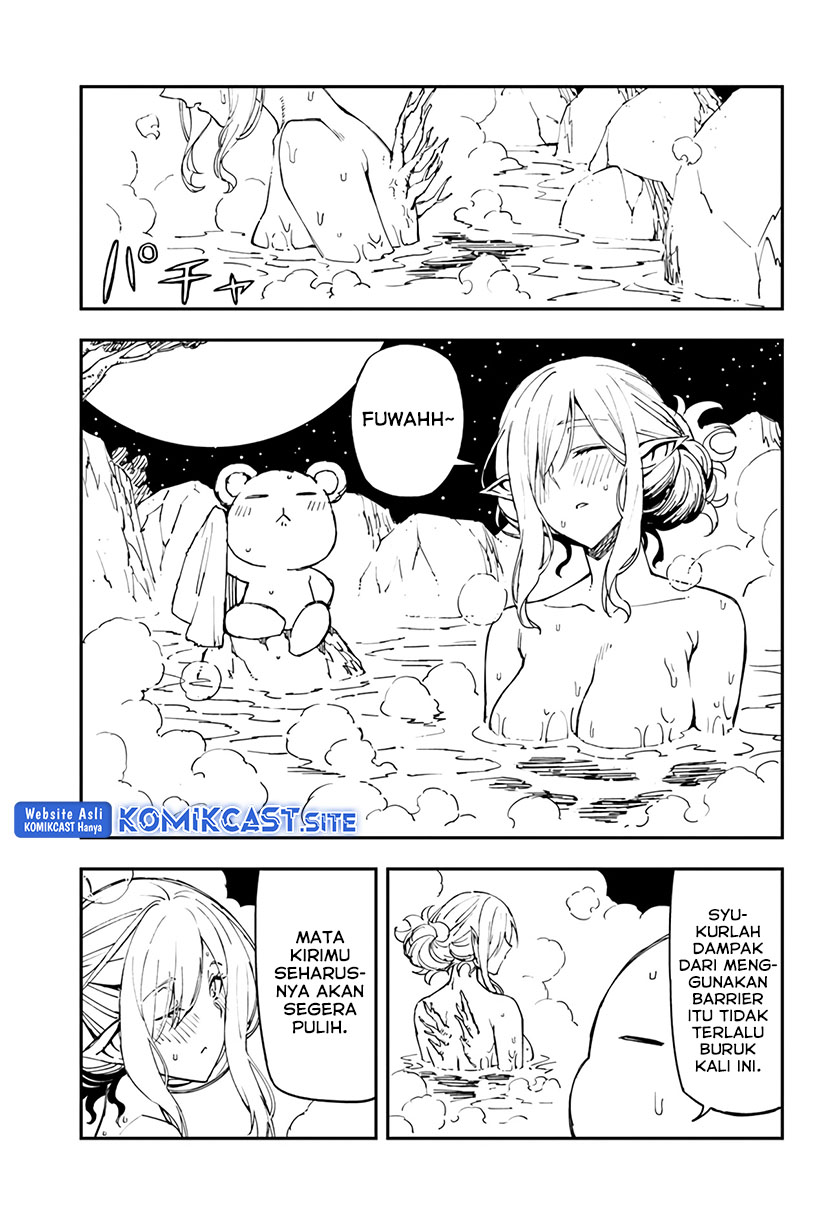 パチャ
FUWAHH~
Website Asli
KOMIKCAST Hanya
KOMIKCAST.SITE
SYU-
KURLAH
DAMPAK
DARI MENG-
GUNAKAN
BARRIER
ITU TIDAK
TERLALU
BURUK
KALI INI.
MATA
KIRIMU
SEHARUS-
NYA AKAN
SEGERA
PULIH.